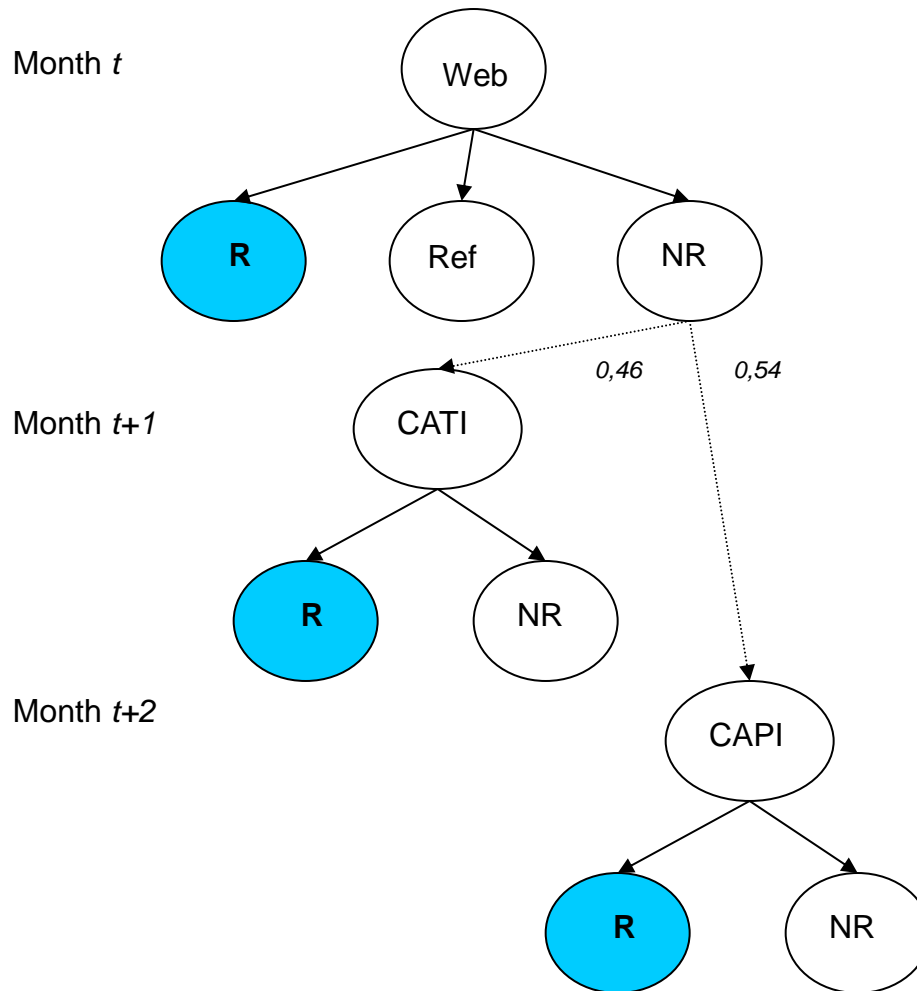 Month t
Web
R
Ref
NR
0,46
0,54
Month t+1
CATI
R
NR
Month t+2
CAPI
R
NR